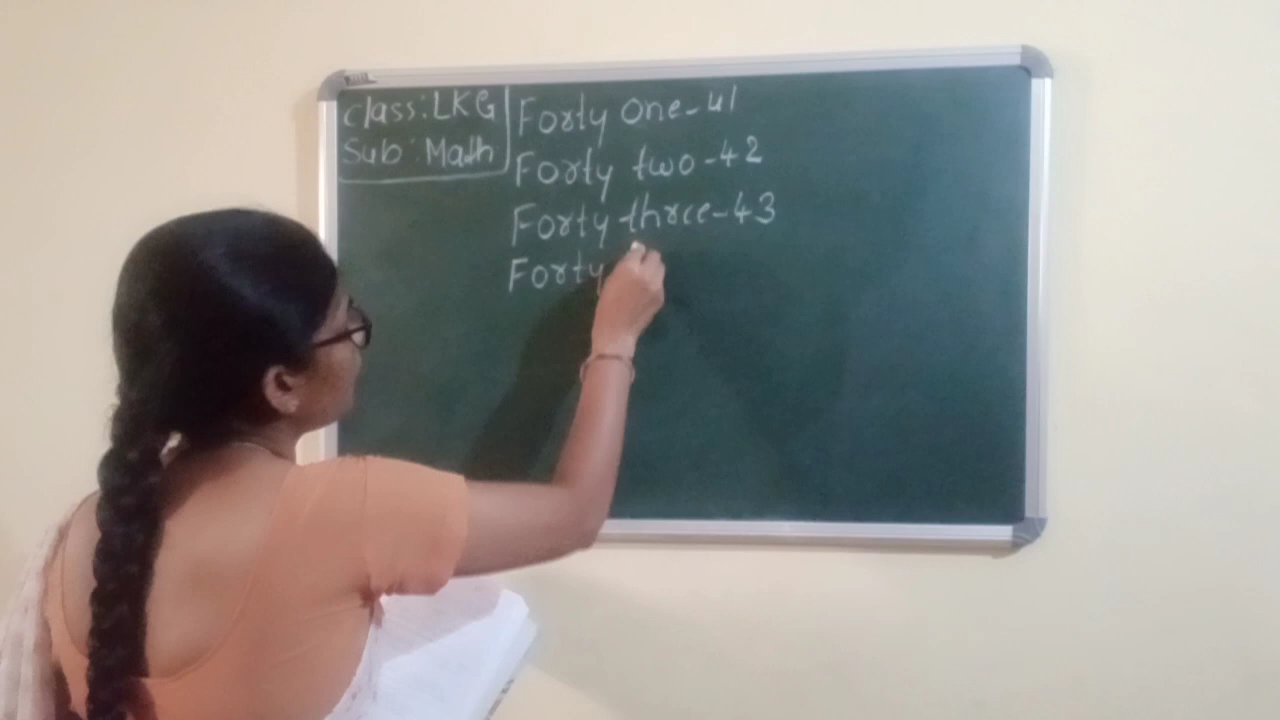 Class: LKG
Sub: Math
Forty One-41
Forty two-42
Forty three-43
Forty